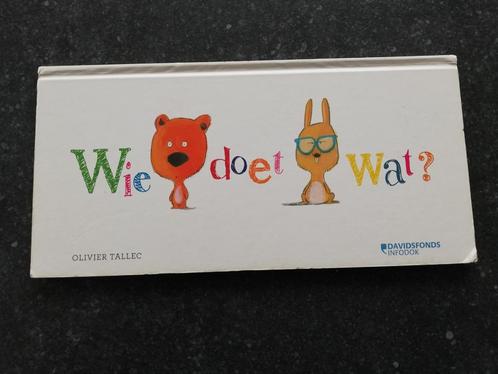 Wie doet Wat?
OLIVIER TALLEC
DAVIDSFONDS
INFODOK